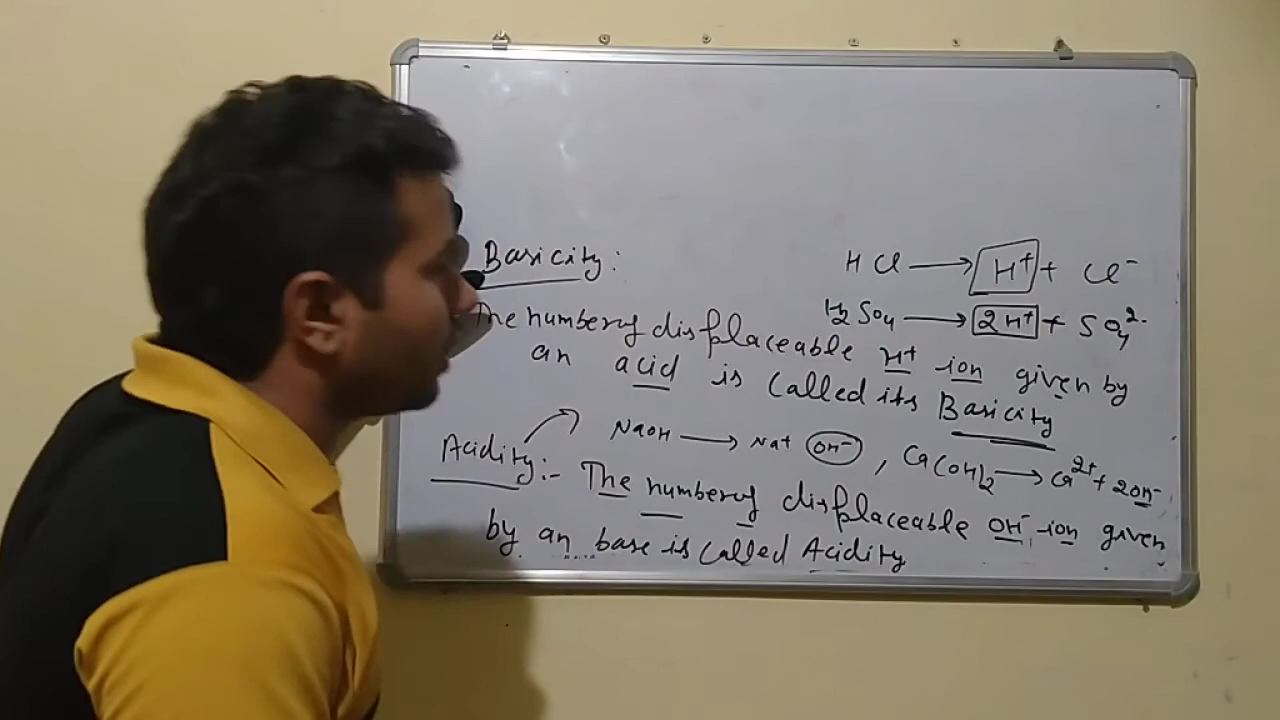 Basicity:
HCl → H⁺ + Cl⁻
H₂SO₄ → 2H⁺ + SO₄²⁻
The number of displaceable H⁺ ion given by
an acid is called its Basicity
NaOH → Na⁺ OH⁻ , Ca(OH)₂ → Ca²⁺ + 2OH⁻
Acidity:- The number of displaceable OH⁻ ion given
by an base is called Acidity